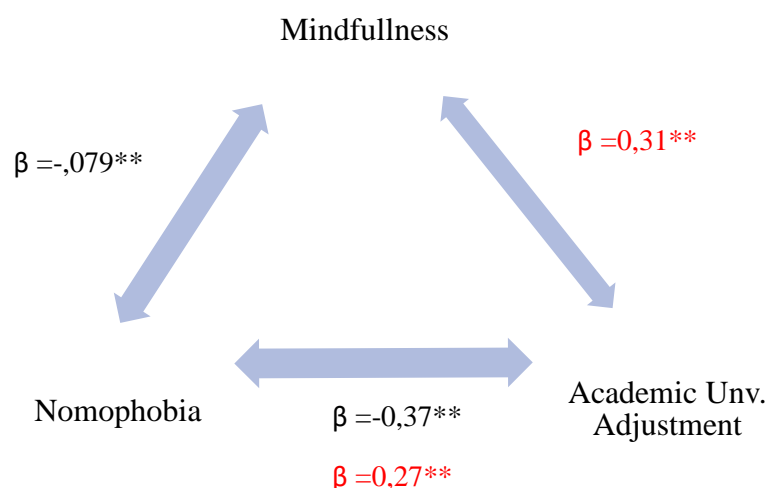 Mindfullness
β =0,31**
β =-,079**
Nomophobia
Academic Unv.
Adjustment
β =-0,37**
β =0,27**